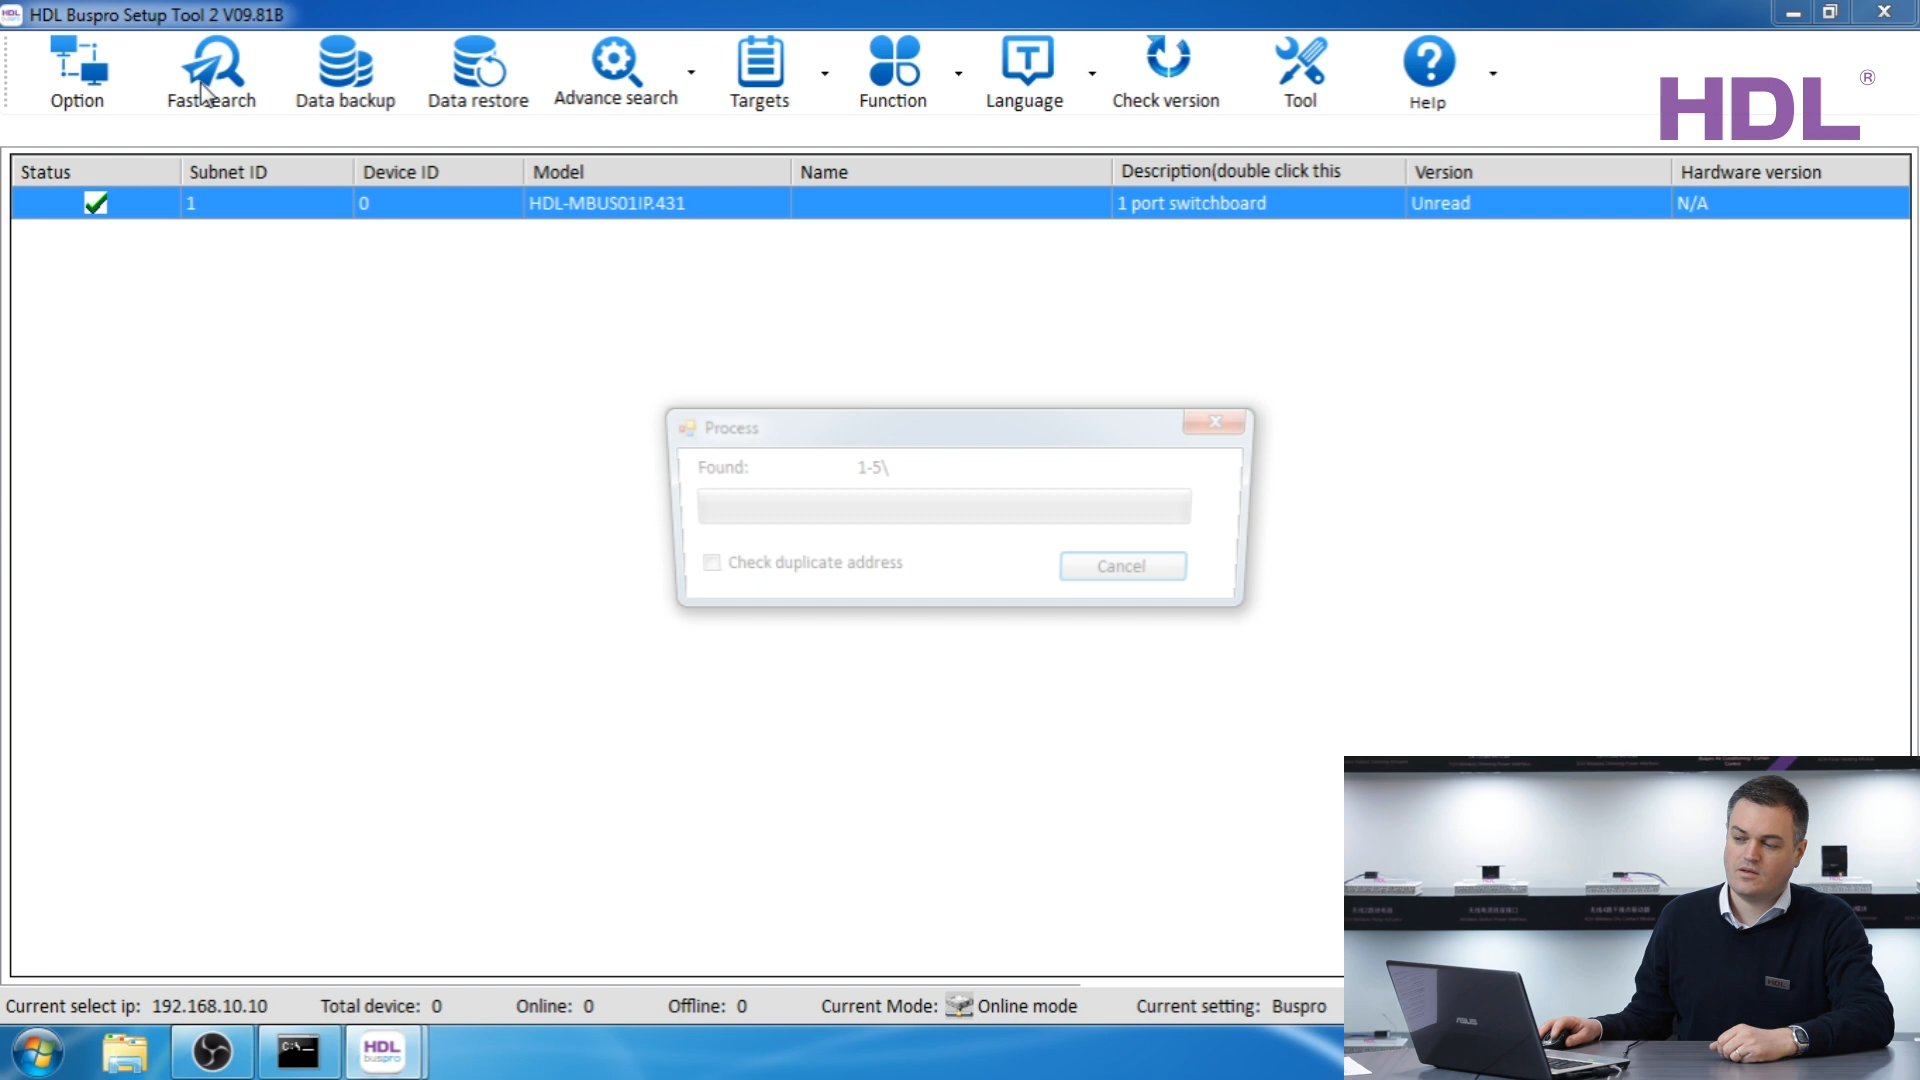 HDL Buspro Setup Tool 2 V09.81B
Option
Fast search
Data backup
Data restore
Advance search
Targets
Function
Language
Check version
Tool
Help
HDL ®
Status
Subnet ID
Device ID
Model
Name
Description(double click this
Version
Hardware version
1
0
HDL-MBUS01IP.431
1 port switchboard
Unread
N/A
Process
Found:
1-5\
Check duplicate address
Cancel
Current select ip: 192.168.10.10
Total device: 0
Online: 0
Offline: 0
Current Mode:
Online mode
Current setting: Buspro
HDL
buspro
ASUS
HDL